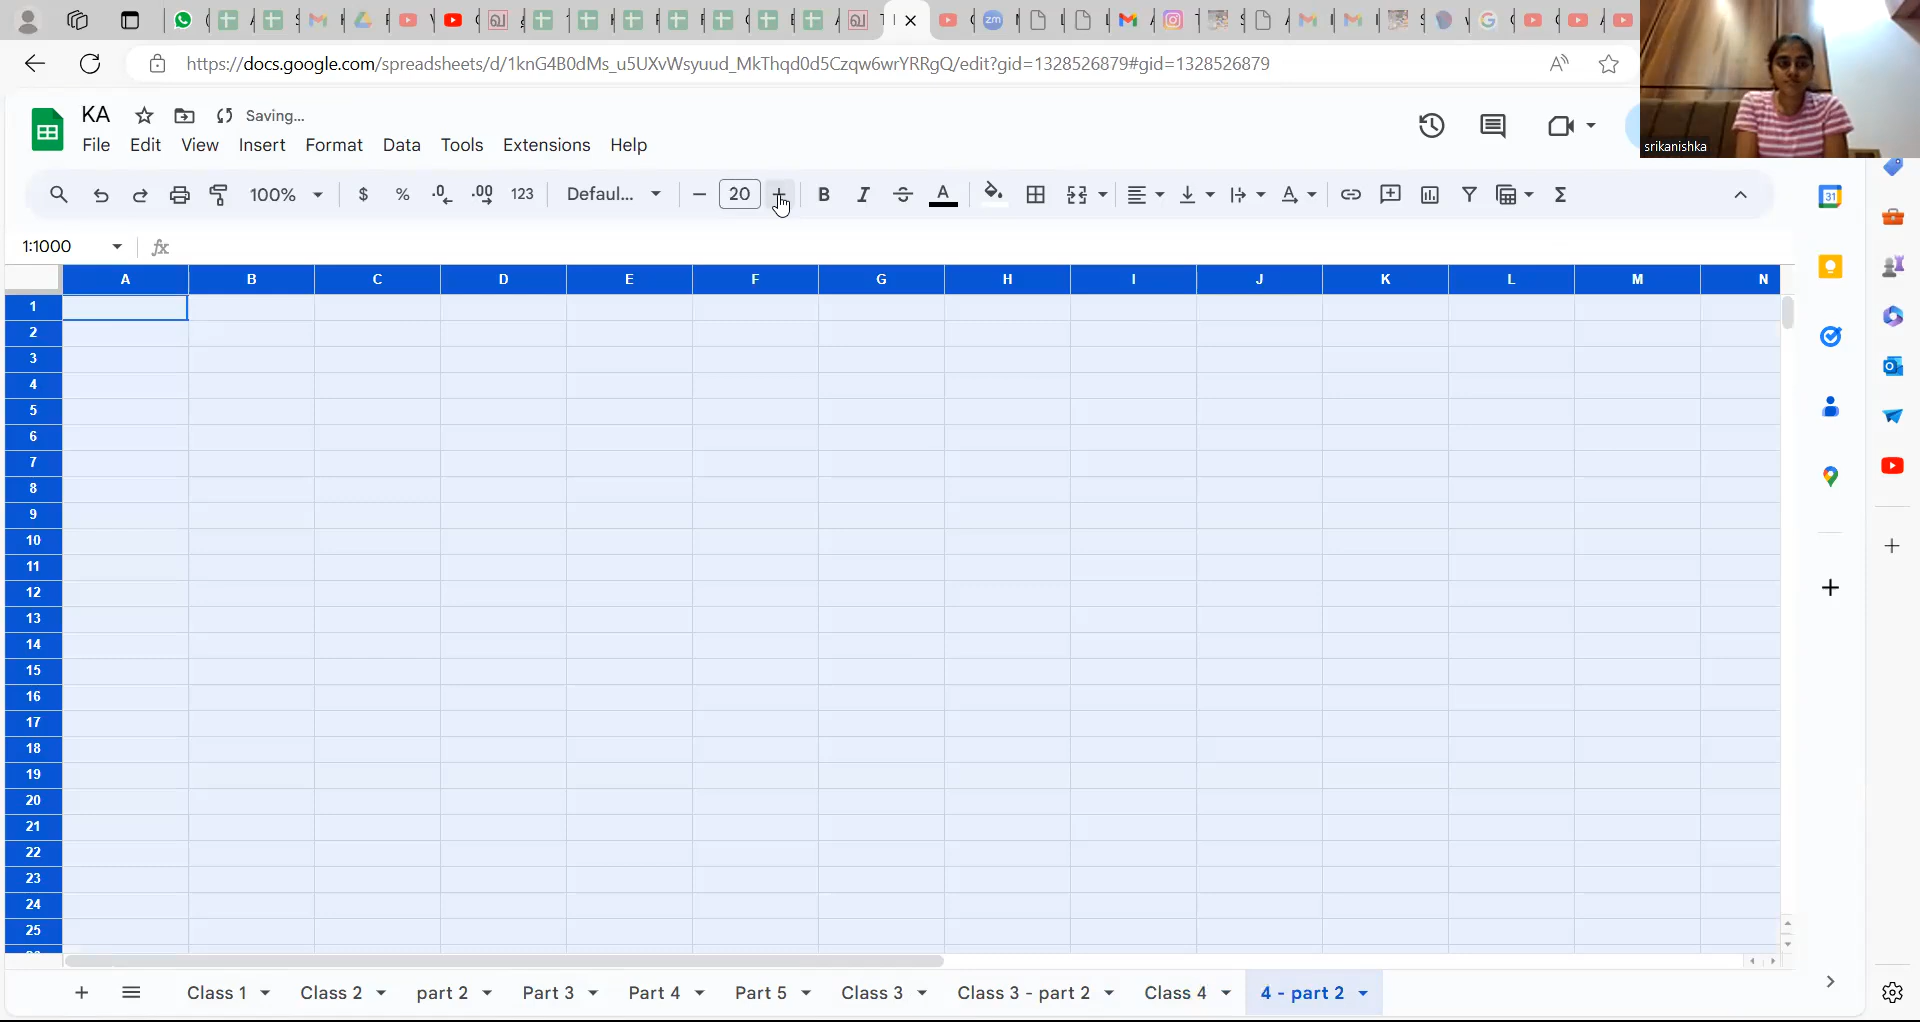 https://docs.google.com/spreadsheets/d/1knG4B0dMs_u5UXvWsyuud_MkThqd0d5Czqw6wrYRRgQ/edit?gid=1328526879#gid=1328526879
srikanishka
KA
Saving...
File Edit View Insert Format Data Tools Extensions Help
100% $ % .0 .00 123 Defaul... 20 B I A Σ
1:1000 fx
31
A B C D E F G H I J K L M N
1
2
3
4
5
6
7
8
9
10
11
12
13
14
15
16
17
18
19
20
21
22
23
24
25
Class 1 Class 2 part 2 Part 3 Part 4 Part 5 Class 3 Class 3 - part 2 Class 4 4 - part 2